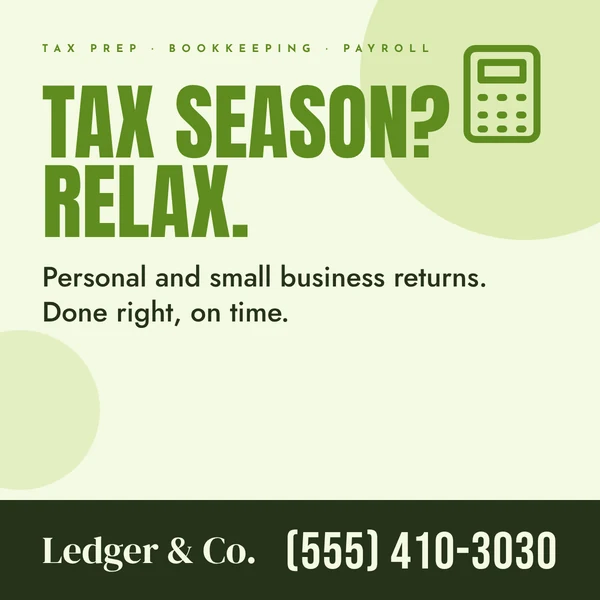 TAX PREP · BOOKKEEPING · PAYROLL
TAX SEASON?
RELAX.
Personal and small business returns.
Done right, on time.
Ledger & Co. (555) 410-3030